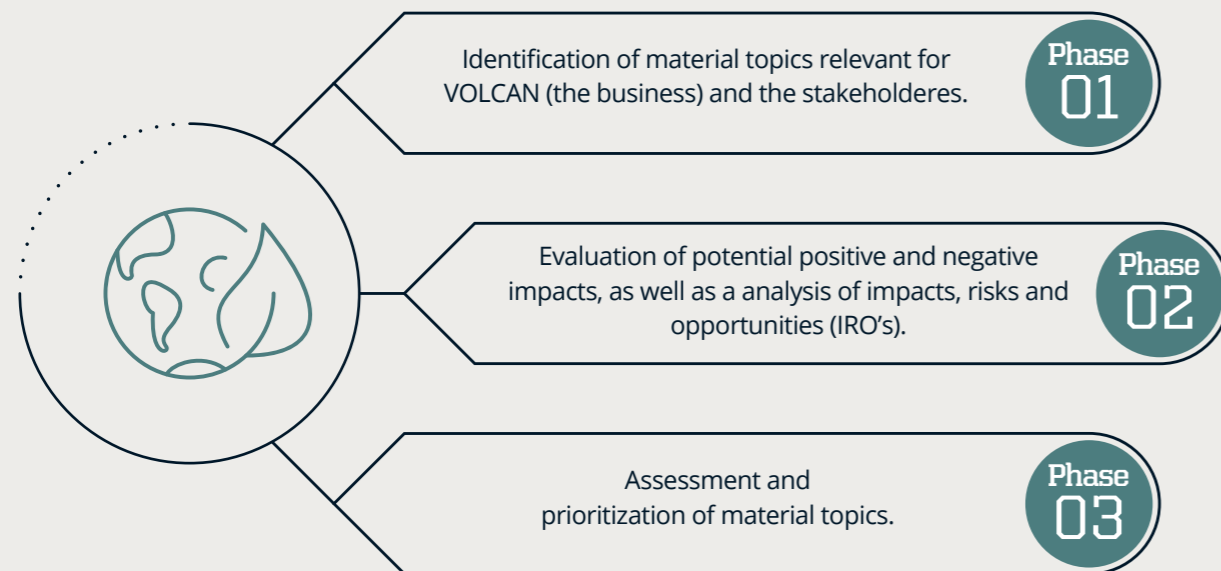 Identification of material topics relevant for
VOLCAN (the business) and the stakeholderes.
Phase
01
Evaluation of potential positive and negative
impacts, as well as a analysis of impacts, risks and
opportunities (IRO’s).
Phase
02
Assessment and
prioritization of material topics.
Phase
03